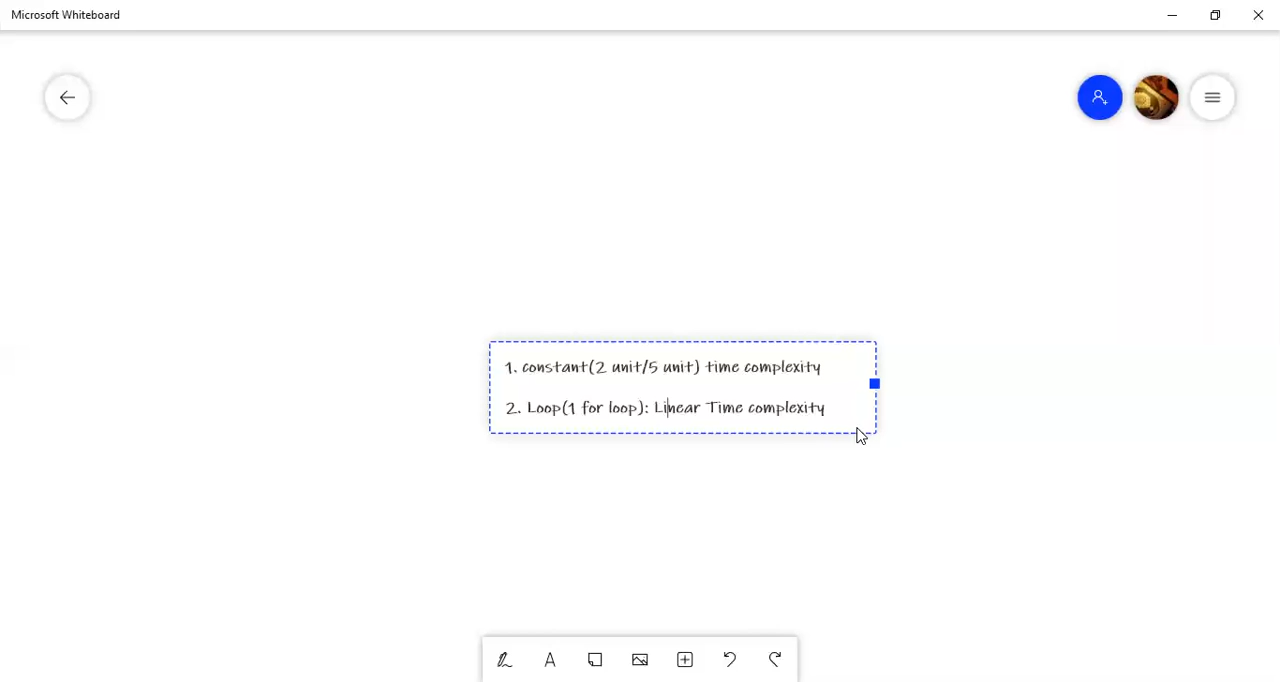 Microsoft Whiteboard
1. constant(2 unit/5 unit) time complexity
2. Loop(1 for loop): Linear Time complexity